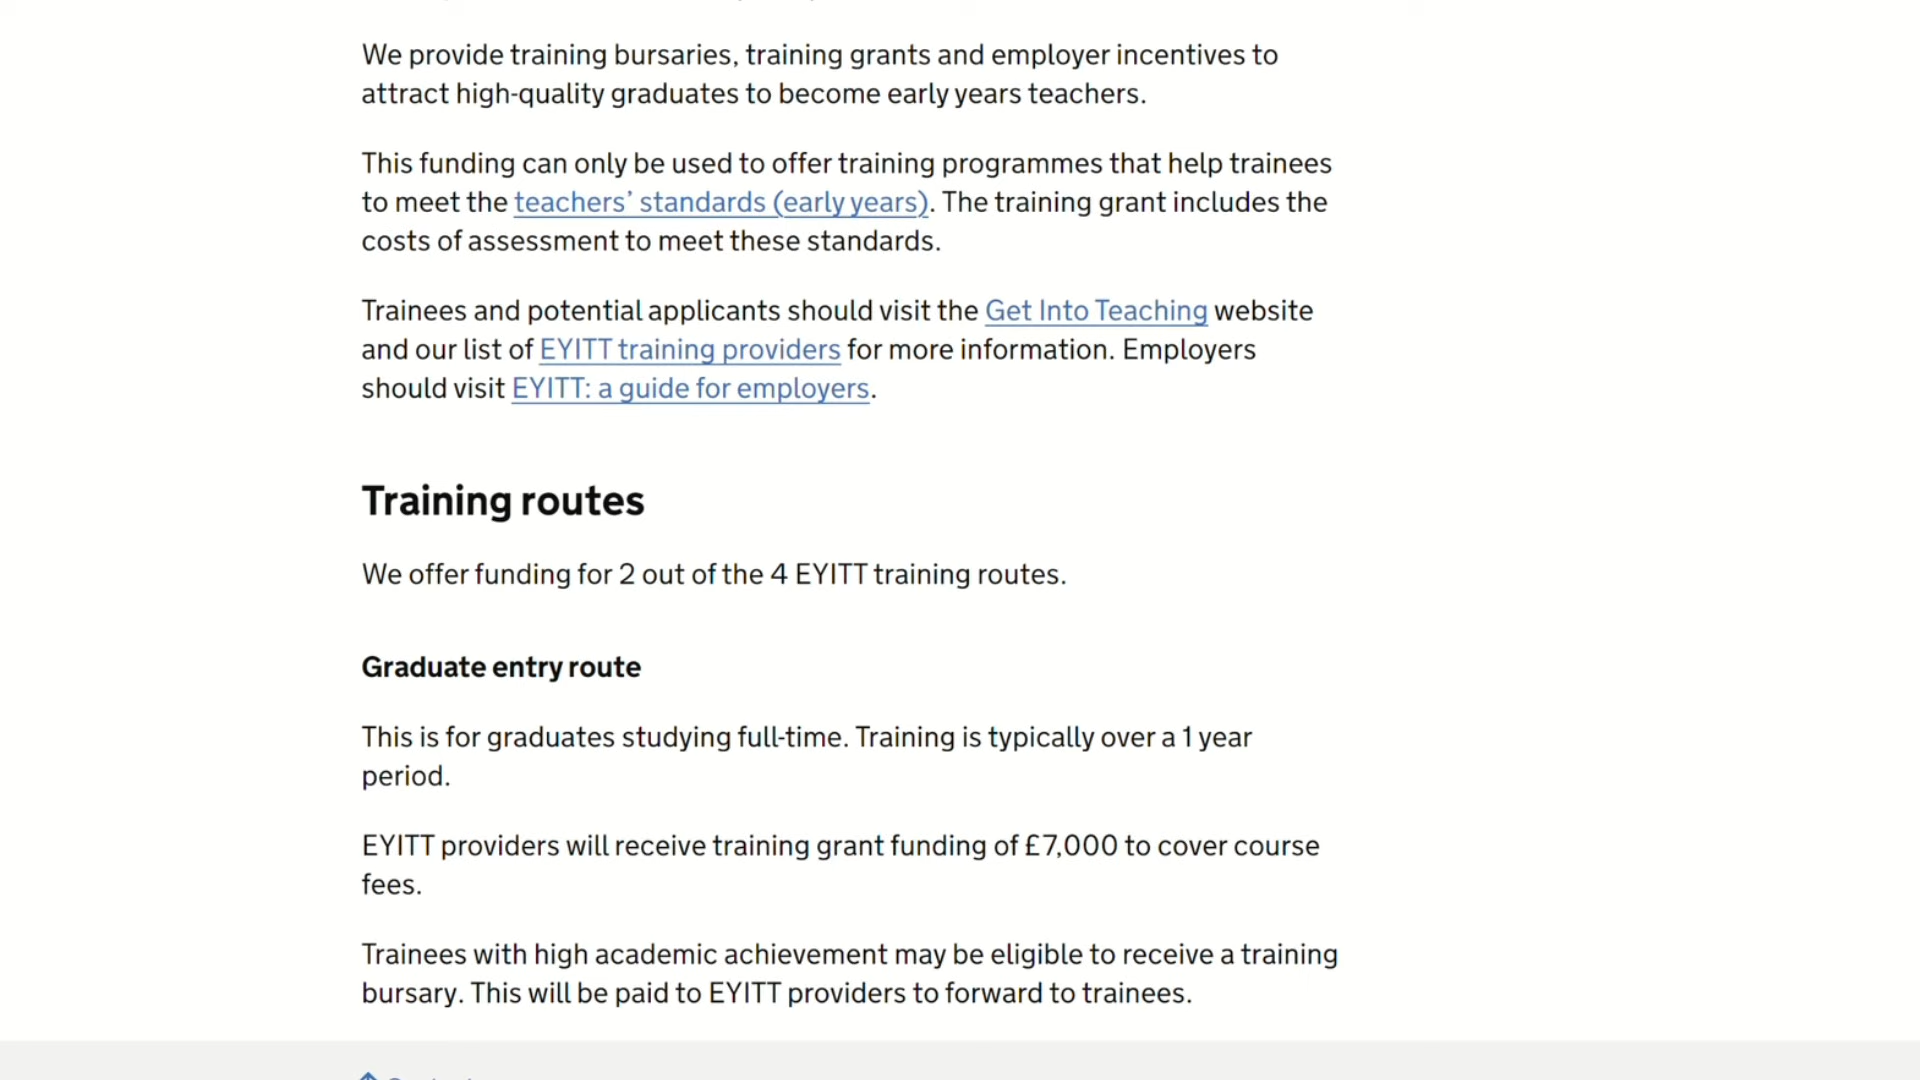 We provide training bursaries, training grants and employer incentives to
attract high-quality graduates to become early years teachers.
This funding can only be used to offer training programmes that help trainees
to meet the teachers’ standards (early years). The training grant includes the
costs of assessment to meet these standards.
Trainees and potential applicants should visit the Get Into Teaching website
and our list of EYITT training providers for more information. Employers
should visit EYITT: a guide for employers.
Training routes
We offer funding for 2 out of the 4 EYITT training routes.
Graduate entry route
This is for graduates studying full-time. Training is typically over a 1 year
period.
EYITT providers will receive training grant funding of £7,000 to cover course
fees.
Trainees with high academic achievement may be eligible to receive a training
bursary. This will be paid to EYITT providers to forward to trainees.